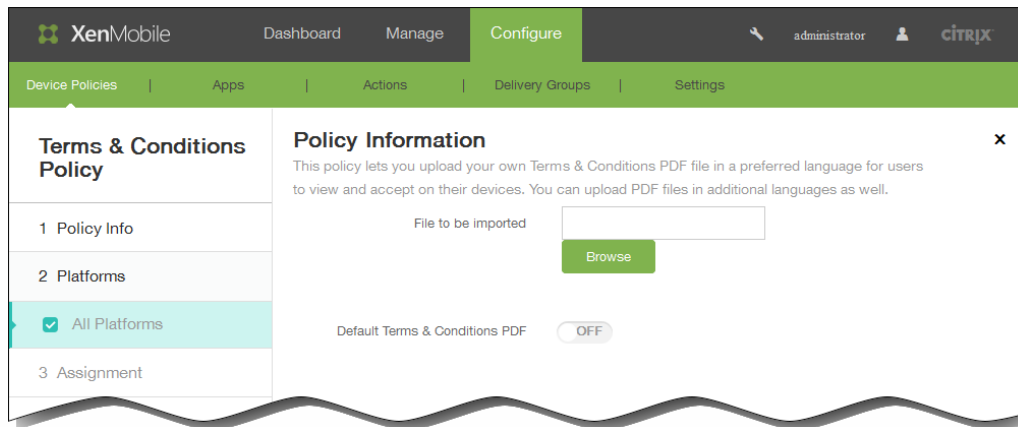 XenMobile Dashboard Manage Configure administrator CITRIX
Device Policies | Apps | Actions | Delivery Groups | Settings
Terms & Conditions
Policy
1 Policy Info
2 Platforms
All Platforms
3 Assignment
Policy Information
This policy lets you upload your own Terms & Conditions PDF file in a preferred language for users
to view and accept on their devices. You can upload PDF files in additional languages as well.
File to be imported
Browse
Default Terms & Conditions PDF OFF